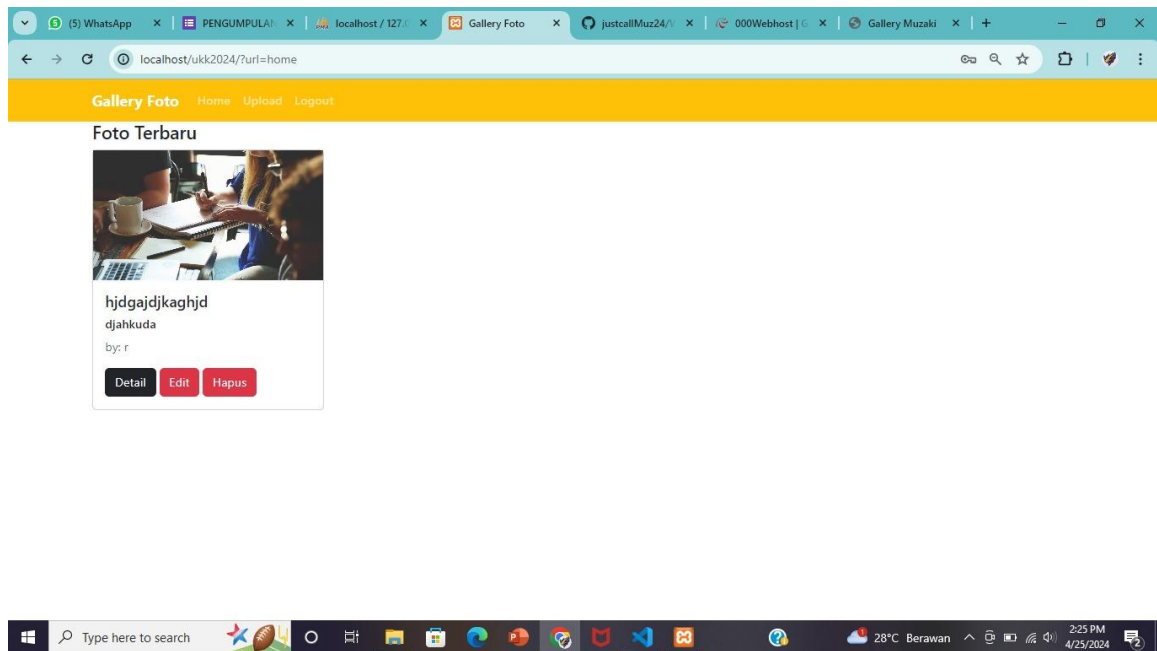 (5) WhatsApp
PENGUMPULAN
localhost / 127.0
Gallery Foto
justcallMuz24/
000Webhost | G
Gallery Muzaki
localhost/ukk2024/?url=home
Gallery Foto Home Upload Logout
Foto Terbaru
hjdgajdjkaghjd
djahkuda
by: r
Detail Edit Hapus
Type here to search
28°C Berawan
2:25 PM
4/25/2024
2